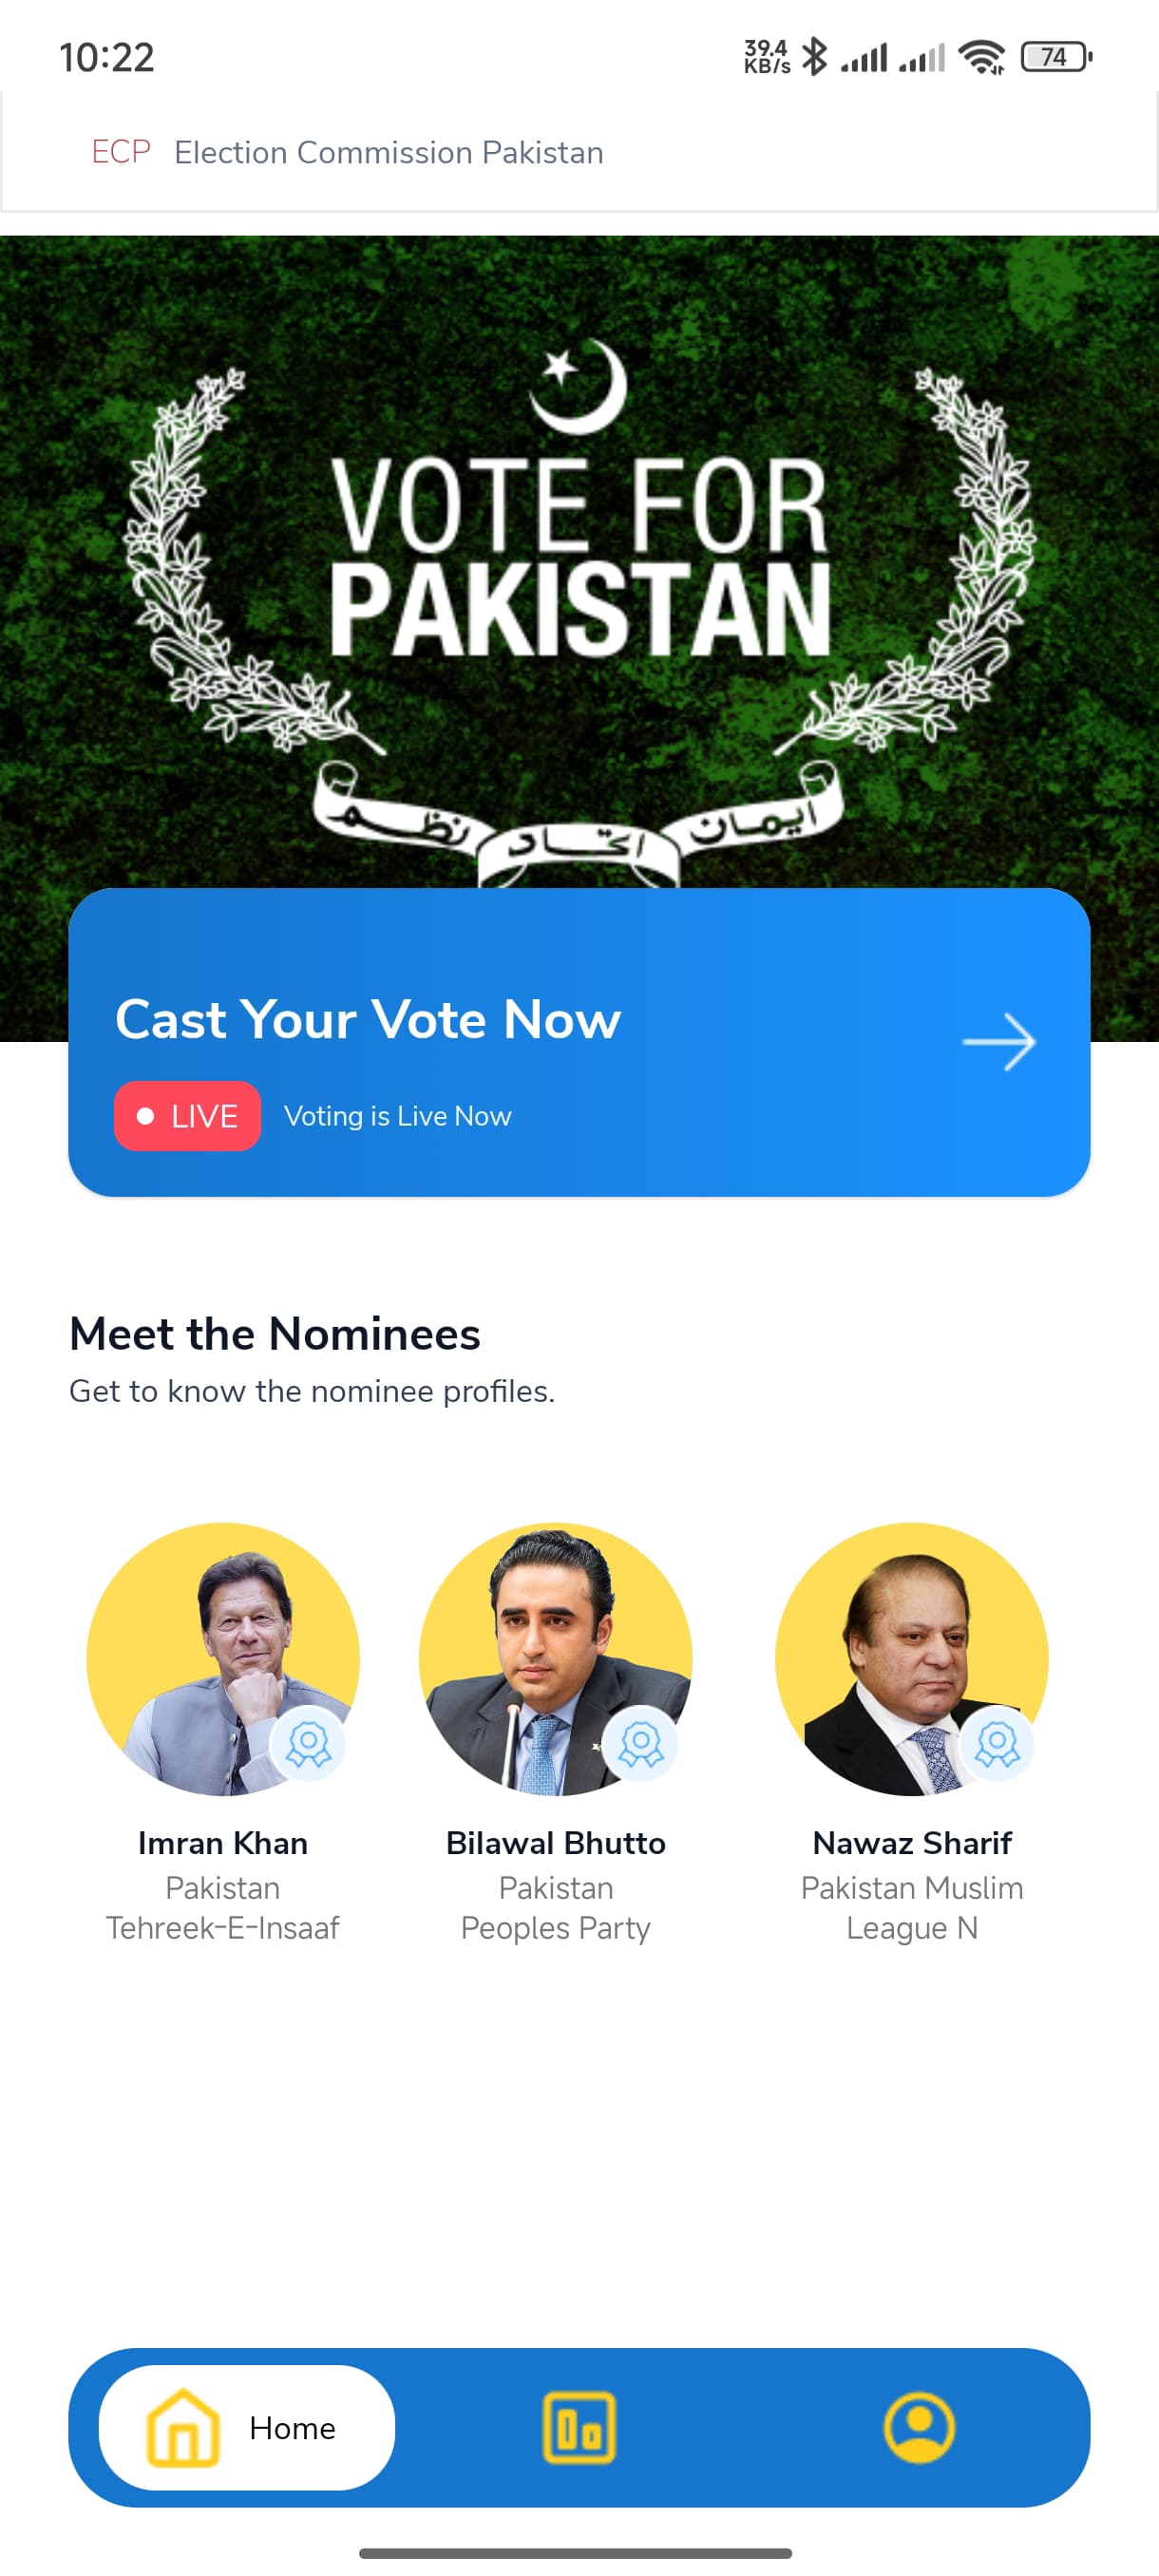 10:22
39.4
KB/s
74
ECP Election Commission Pakistan
VOTE FOR
PAKISTAN
ایمان اتحاد نظم
Cast Your Vote Now
LIVE Voting is Live Now
Meet the Nominees
Get to know the nominee profiles.
Imran Khan
Pakistan
Tehreek-E-Insaaf
Bilawal Bhutto
Pakistan
Peoples Party
Nawaz Sharif
Pakistan Muslim
League N
Home